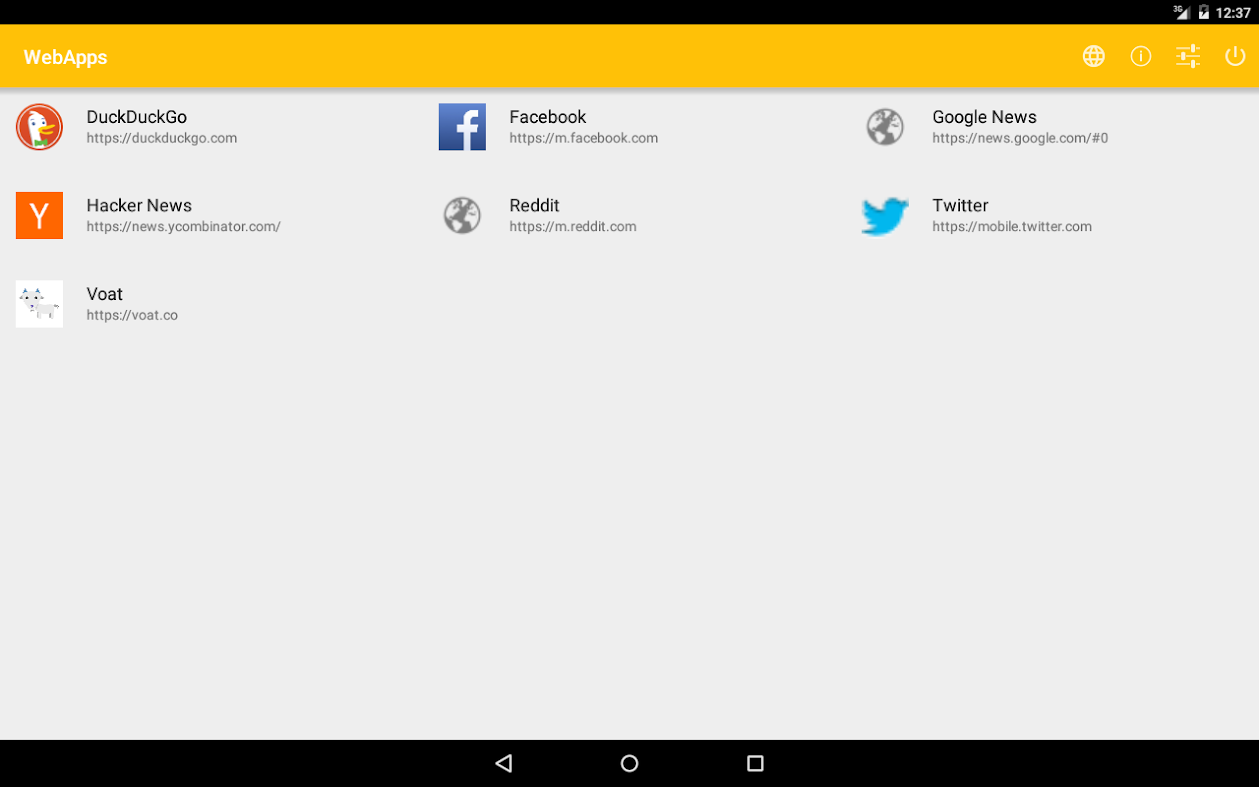 3G 12:37
WebApps
DuckDuckGo
https://duckduckgo.com
Facebook
https://m.facebook.com
Google News
https://news.google.com/#0
Y
Hacker News
https://news.ycombinator.com/
Reddit
https://m.reddit.com
Twitter
https://mobile.twitter.com
Voat
https://voat.co